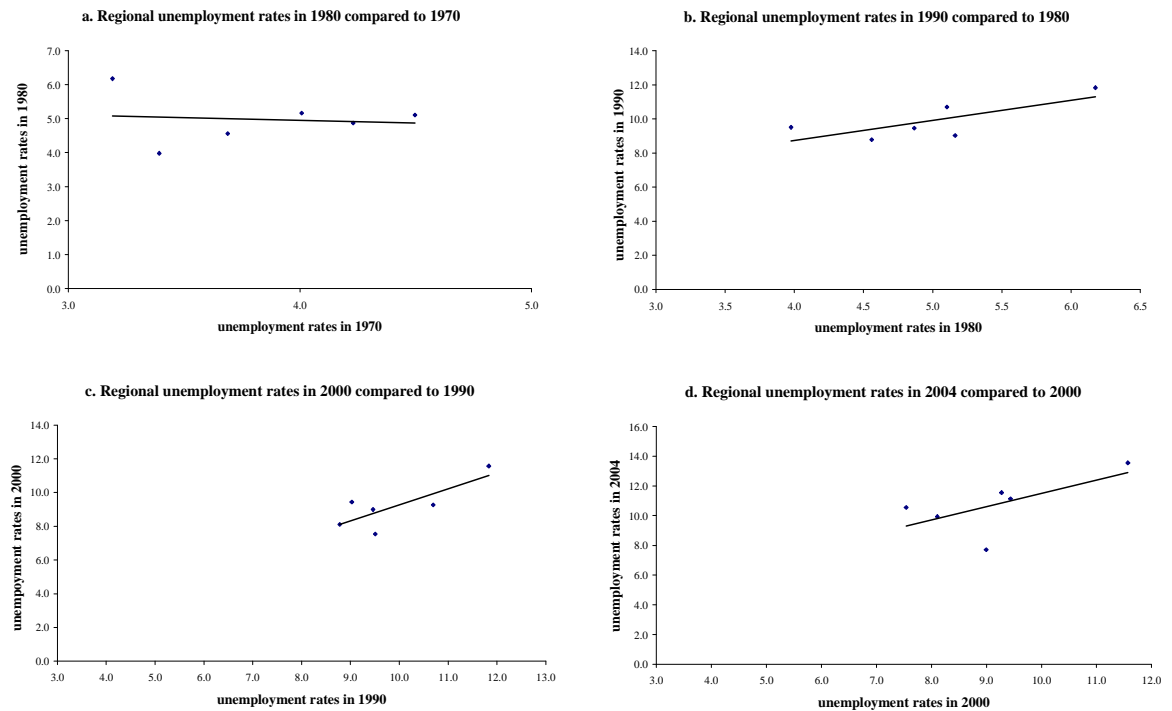 a. Regional unemployment rates in 1980 compared to 1970
7.0
6.0
5.0
4.0
3.0
2.0
1.0
0.0
unemployment rates in 1980
3.0 4.0 5.0
unemployment rates in 1970
b. Regional unemployment rates in 1990 compared to 1980
14.0
12.0
10.0
8.0
6.0
4.0
2.0
0.0
unemployment rates in 1990
3.0 3.5 4.0 4.5 5.0 5.5 6.0 6.5
unemployment rates in 1980
c. Regional unemployment rates in 2000 compared to 1990
14.0
12.0
10.0
8.0
6.0
4.0
2.0
0.0
unempoyment rates in 2000
3.0 4.0 5.0 6.0 7.0 8.0 9.0 10.0 11.0 12.0 13.0
unemployment rates in 1990
d. Regional unemployment rates in 2004 compared to 2000
16.0
14.0
12.0
10.0
8.0
6.0
4.0
2.0
0.0
unemployment rates in 2004
3.0 4.0 5.0 6.0 7.0 8.0 9.0 10.0 11.0 12.0
unemployment rates in 2000